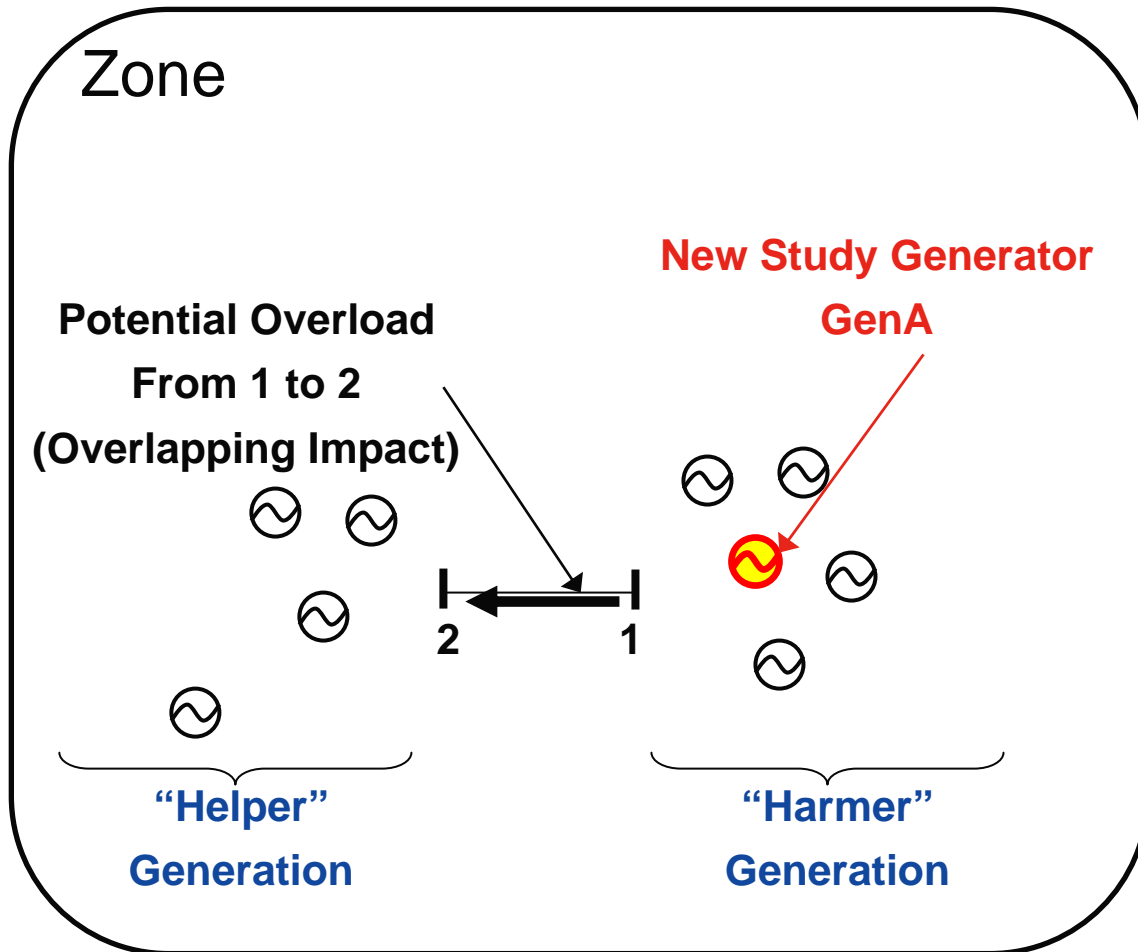 Zone
New Study Generator
GenA
Potential Overload
From 1 to 2
(Overlapping Impact)
2
1
“Helper”
Generation
“Harmer”
Generation